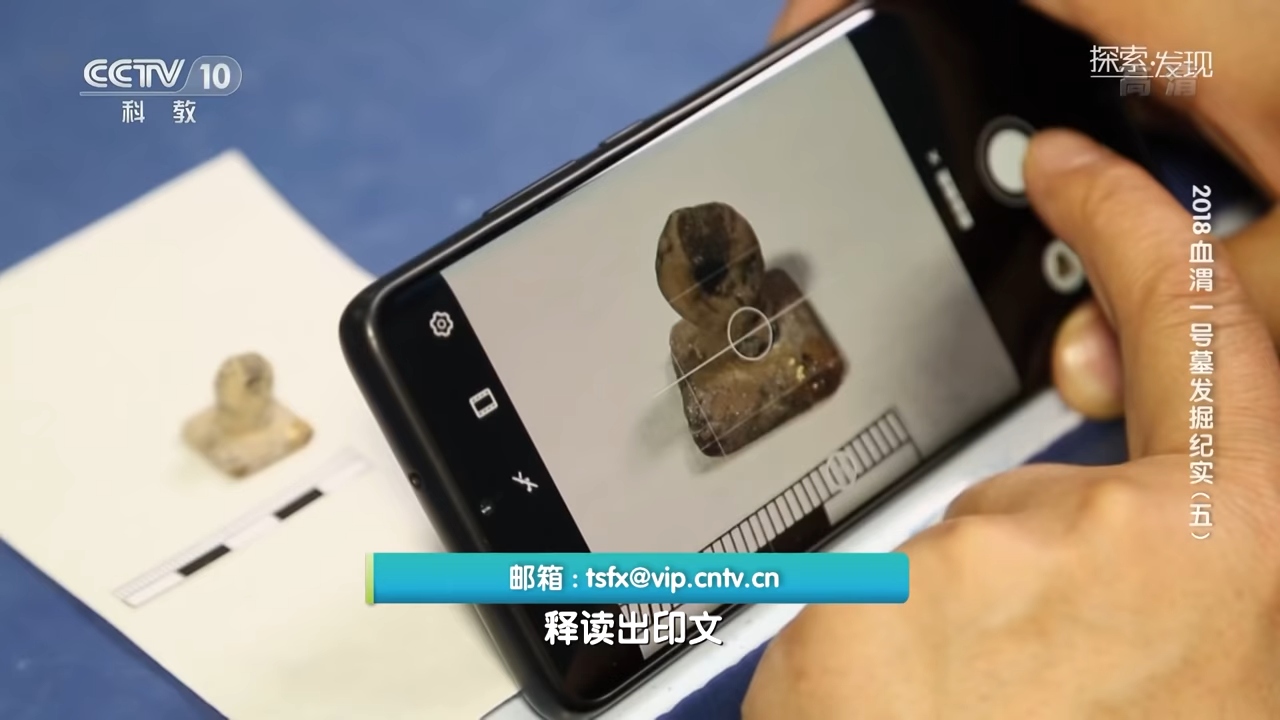 CCTV 10
科教
探索·发现
高清
2018血渭一号墓发掘纪实（五）
邮箱：tsfx@vip.cntv.cn
释读出印文